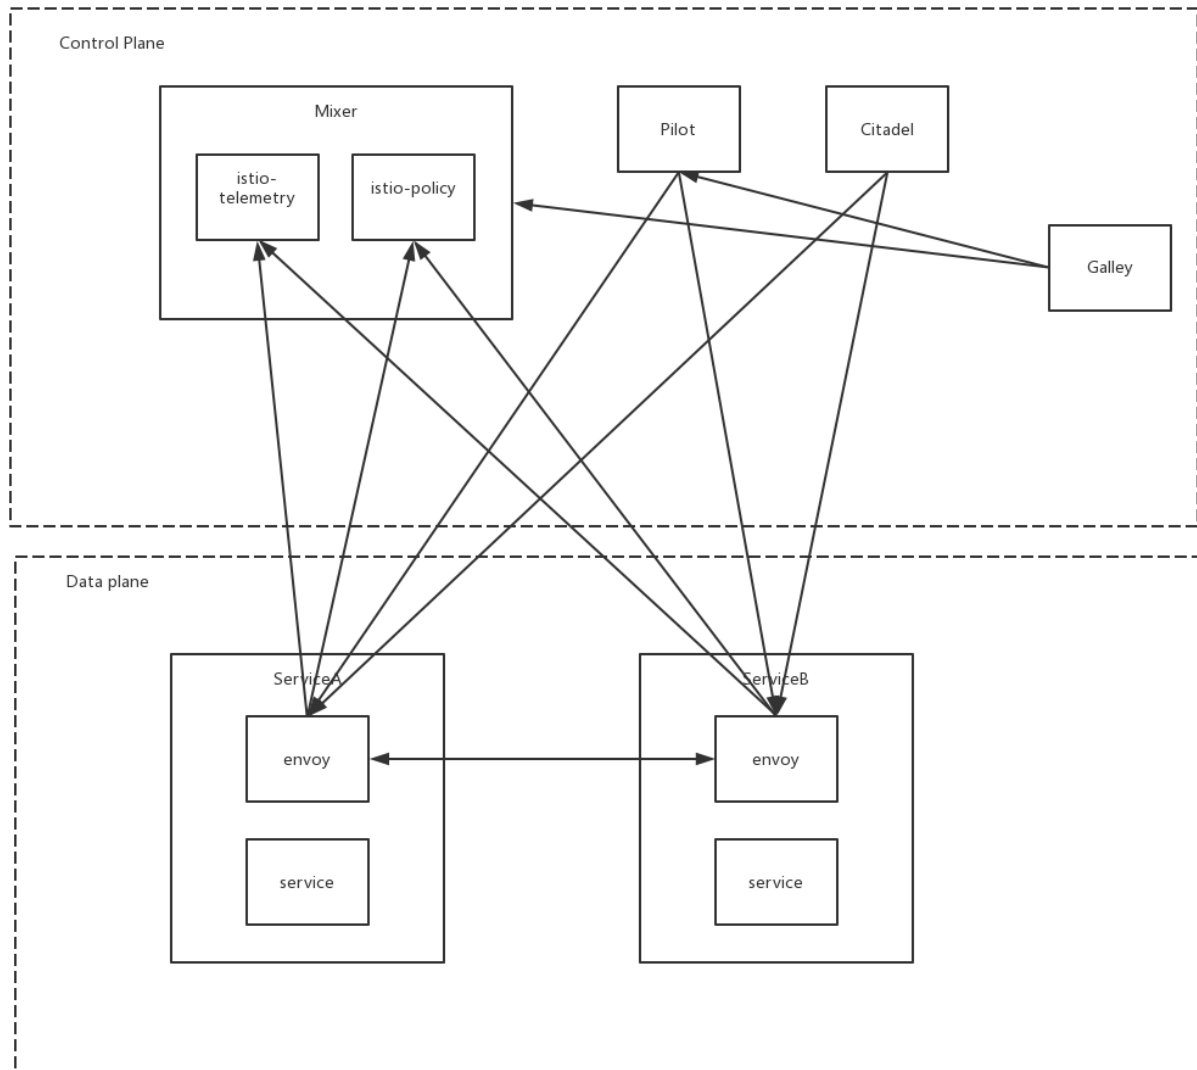 Control Plane
Mixer
istio-
telemetry
istio-policy
Pilot
Citadel
Galley
Data plane
ServiceA
envoy
service
ServiceB
envoy
service